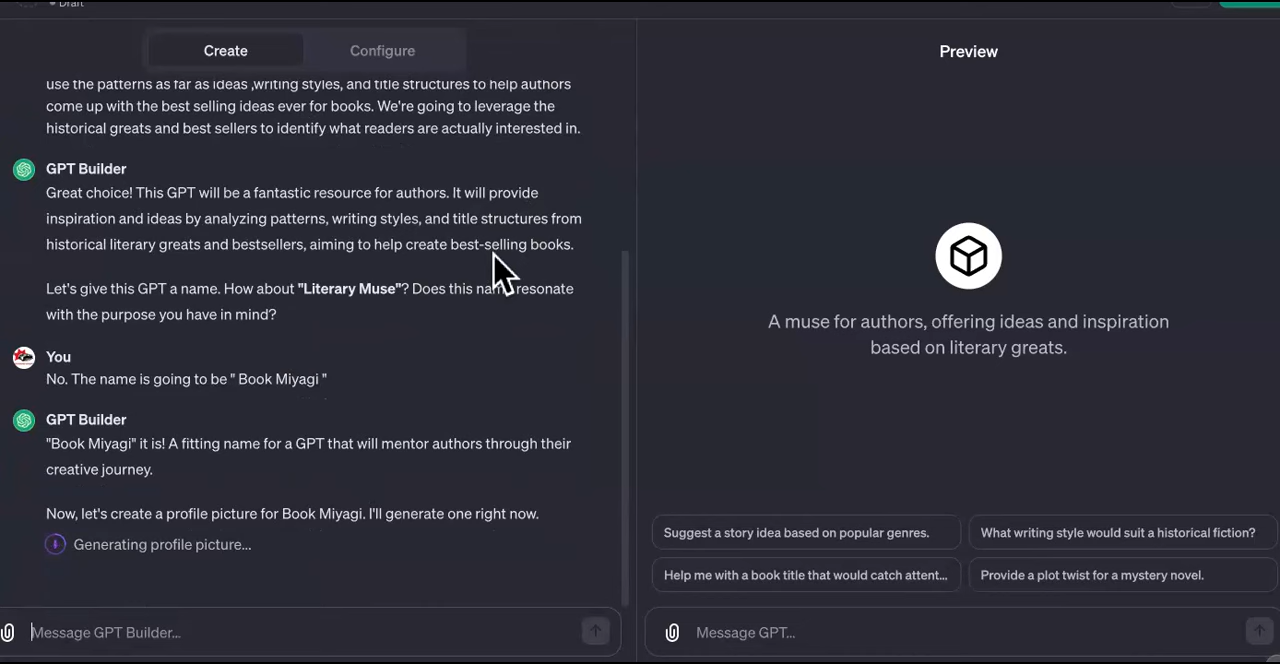 Draft
Create
Configure
Preview
use the patterns as far as ideas ,writing styles, and title structures to help authors
come up with the best selling ideas ever for books. We're going to leverage the
historical greats and best sellers to identify what readers are actually interested in.
GPT Builder
Great choice! This GPT will be a fantastic resource for authors. It will provide
inspiration and ideas by analyzing patterns, writing styles, and title structures from
historical literary greats and bestsellers, aiming to help create best-selling books.
Let's give this GPT a name. How about "Literary Muse"? Does this name resonate
with the purpose you have in mind?
You
No. The name is going to be " Book Miyagi "
GPT Builder
"Book Miyagi" it is! A fitting name for a GPT that will mentor authors through their
creative journey.
Now, let's create a profile picture for Book Miyagi. I'll generate one right now.
Generating profile picture...
Message GPT Builder...
A muse for authors, offering ideas and inspiration
based on literary greats.
Suggest a story idea based on popular genres.
What writing style would suit a historical fiction?
Help me with a book title that would catch attent...
Provide a plot twist for a mystery novel.
Message GPT...